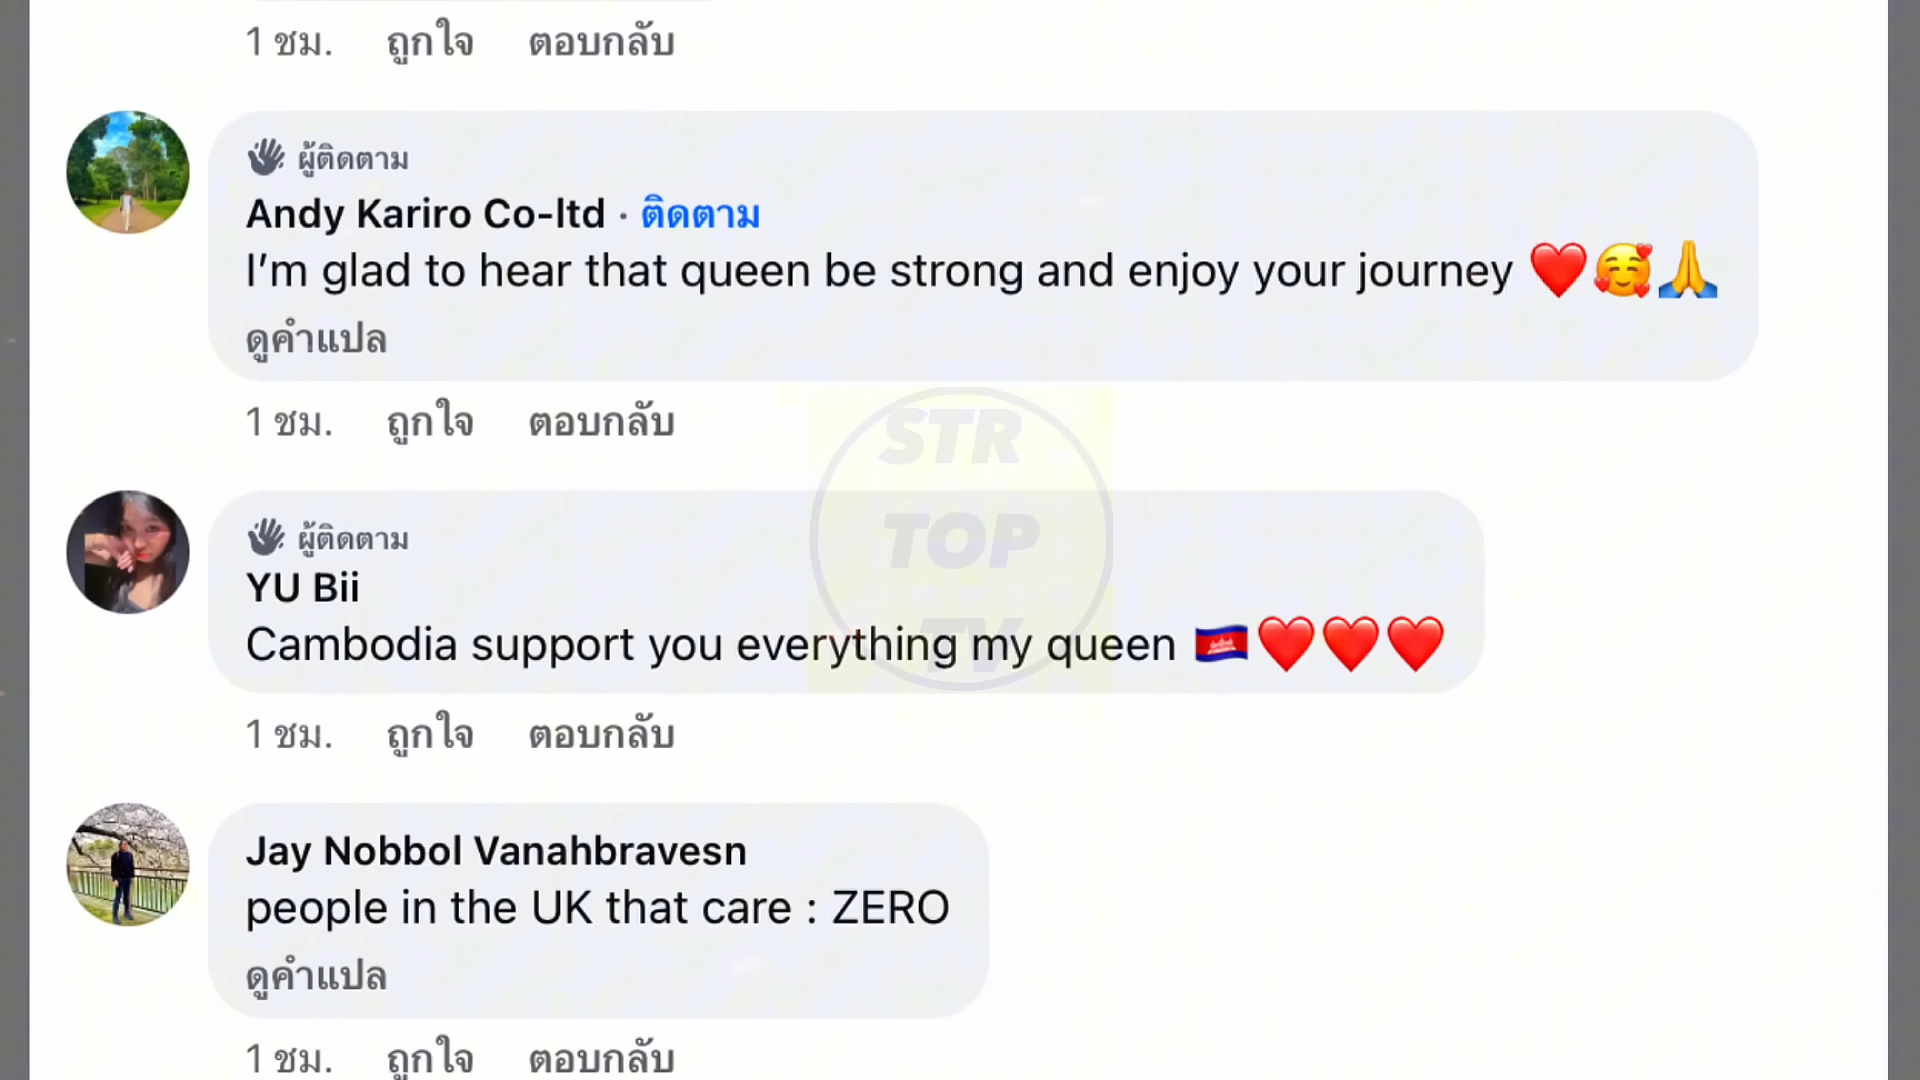 1 ชม. ถูกใจ ตอบกลับ
👋 ผู้ติดตาม
Andy Kariro Co-ltd · ติดตาม
I’m glad to hear that queen be strong and enjoy your journey ❤️🥰🙏
ดูคำแปล
1 ชม. ถูกใจ ตอบกลับ
👋 ผู้ติดตาม
YU Bii
Cambodia support you everything my queen 🇰🇭❤️❤️❤️
1 ชม. ถูกใจ ตอบกลับ
Jay Nobbol Vanahbravesn
people in the UK that care : ZERO
ดูคำแปล
1 ชม. ถูกใจ ตอบกลับ
STR
TOP
TV